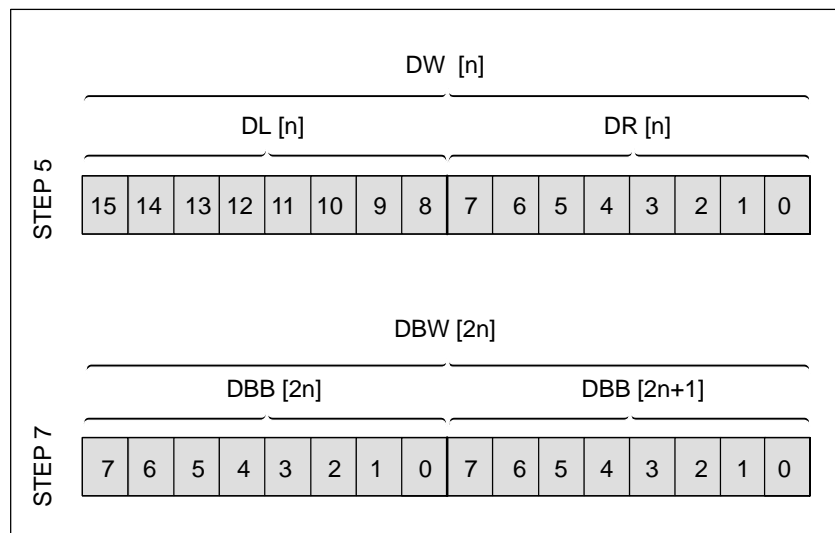 DW [n]
DL [n] DR [n]
STEP 5
15 14 13 12 11 10 9 8 7 6 5 4 3 2 1 0
DBW [2n]
DBB [2n] DBB [2n+1]
STEP 7
7 6 5 4 3 2 1 0 7 6 5 4 3 2 1 0